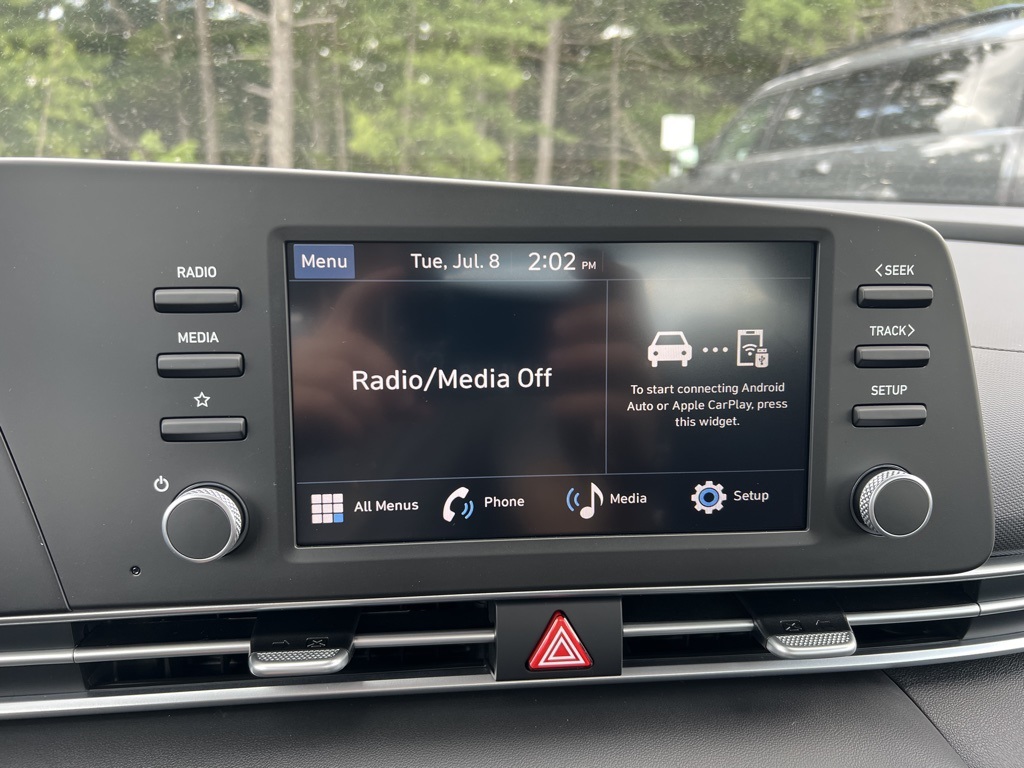 Menu
Tue, Jul. 8
2:02 PM
RADIO
MEDIA
Radio/Media Off
To start connecting Android
Auto or Apple CarPlay, press
this widget.
All Menus
Phone
Media
Setup
<SEEK
TRACK>
SETUP